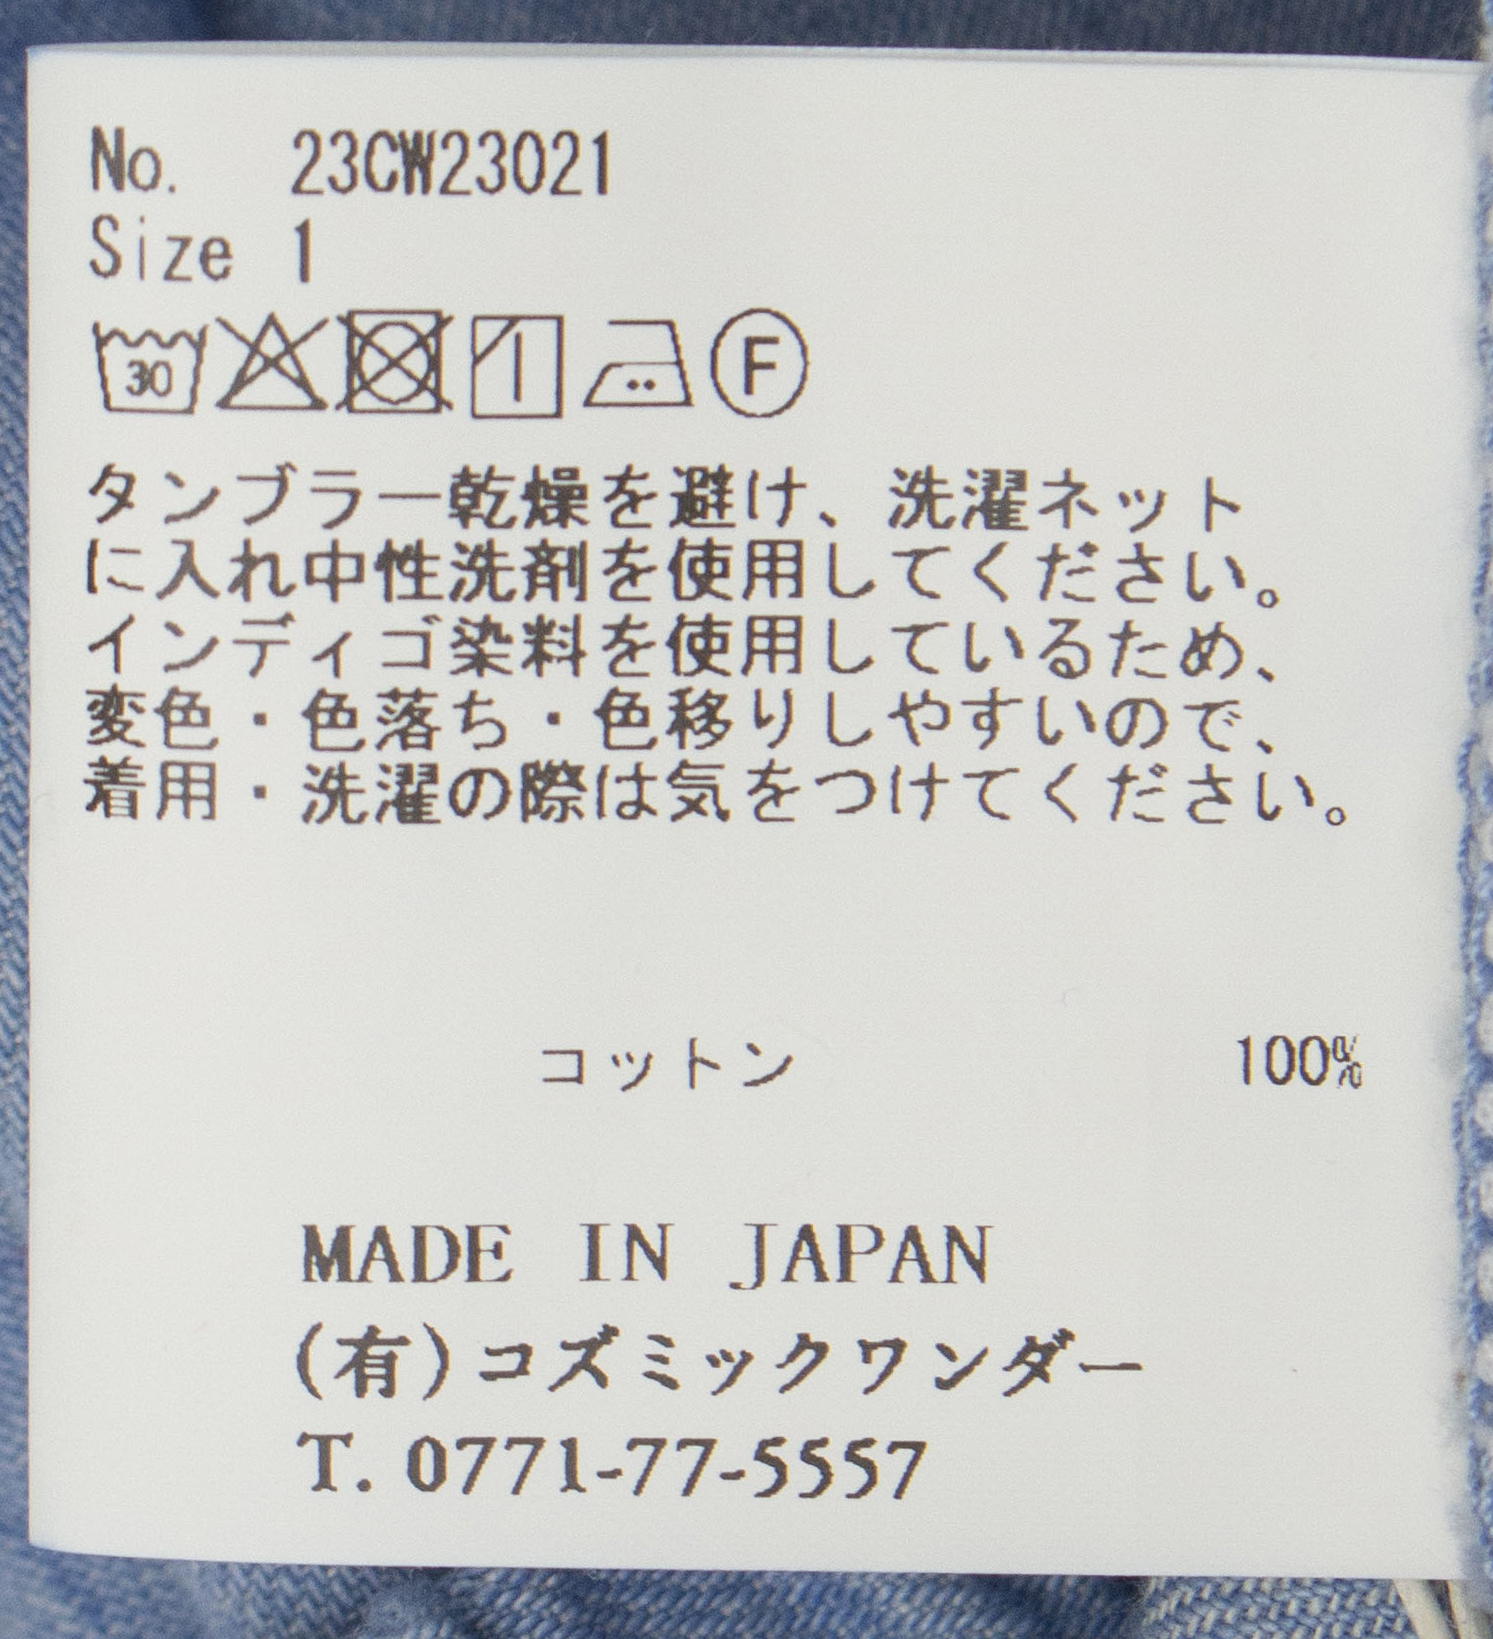 No. 23CW23021
Size 1
30 F
タンブラー乾燥を避け、洗濯ネット
に入れ中性洗剤を使用してください。
インディゴ染料を使用しているため、
変色・色落ち・色移りしやすいので、
着用・洗濯の際は気をつけてください。
コットン 100%
MADE IN JAPAN
(有)コズミックワンダー
T. 0771-77-5557